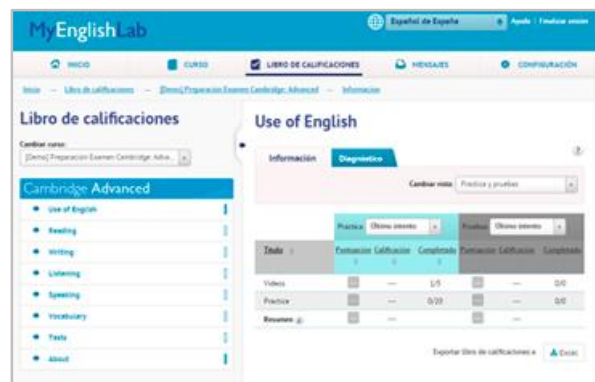 MyEnglishLab
Español de España
Ayuda | Finalizar sesión
INICIO
CURSO
LIBRO DE CALIFICACIONES
MENSAJES
CONFIGURACIÓN
Inicio — Libro de calificaciones — [Demo] Preparación Examen Cambridge: Advanced — Información
Libro de calificaciones
Cambiar curso:
[Demo] Preparación Examen Cambridge: Adva...
Cambridge Advanced
Use of English
Reading
Writing
Listening
Speaking
Vocabulary
Tests
About
Use of English
Información Diagnóstico
?
Cambiar vista: Práctica y pruebas
Práctica Último intento Pruebas Último intento
Título Puntuación Calificación Completado Puntuación Calificación Completado
Videos — — 1/5 — — 0/0
Practice — — 0/20 — — 0/0
Resumen — — — —
Exportar libro de calificaciones a Excel